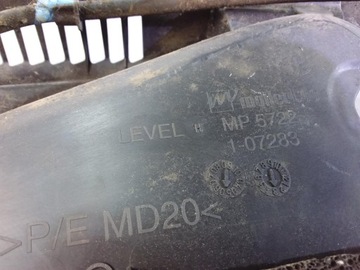 LEVEL #
MP 5722
1-07283
>P/E MD20<